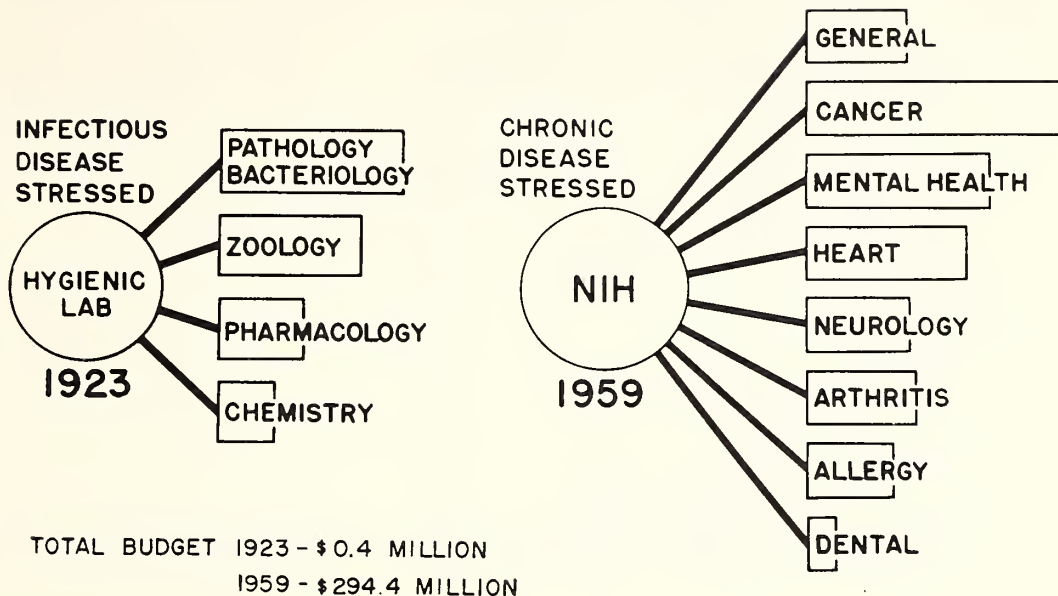 INFECTIOUS
DISEASE
STRESSED
HYGIENIC
LAB
1923
PATHOLOGY
BACTERIOLOGY
ZOOLOGY
PHARMACOLOGY
CHEMISTRY
CHRONIC
DISEASE
STRESSED
NIH
1959
GENERAL
CANCER
MENTAL HEALTH
HEART
NEUROLOGY
ARTHRITIS
ALLERGY
DENTAL
TOTAL BUDGET 1923 - $0.4 MILLION
1959 - $294.4 MILLION